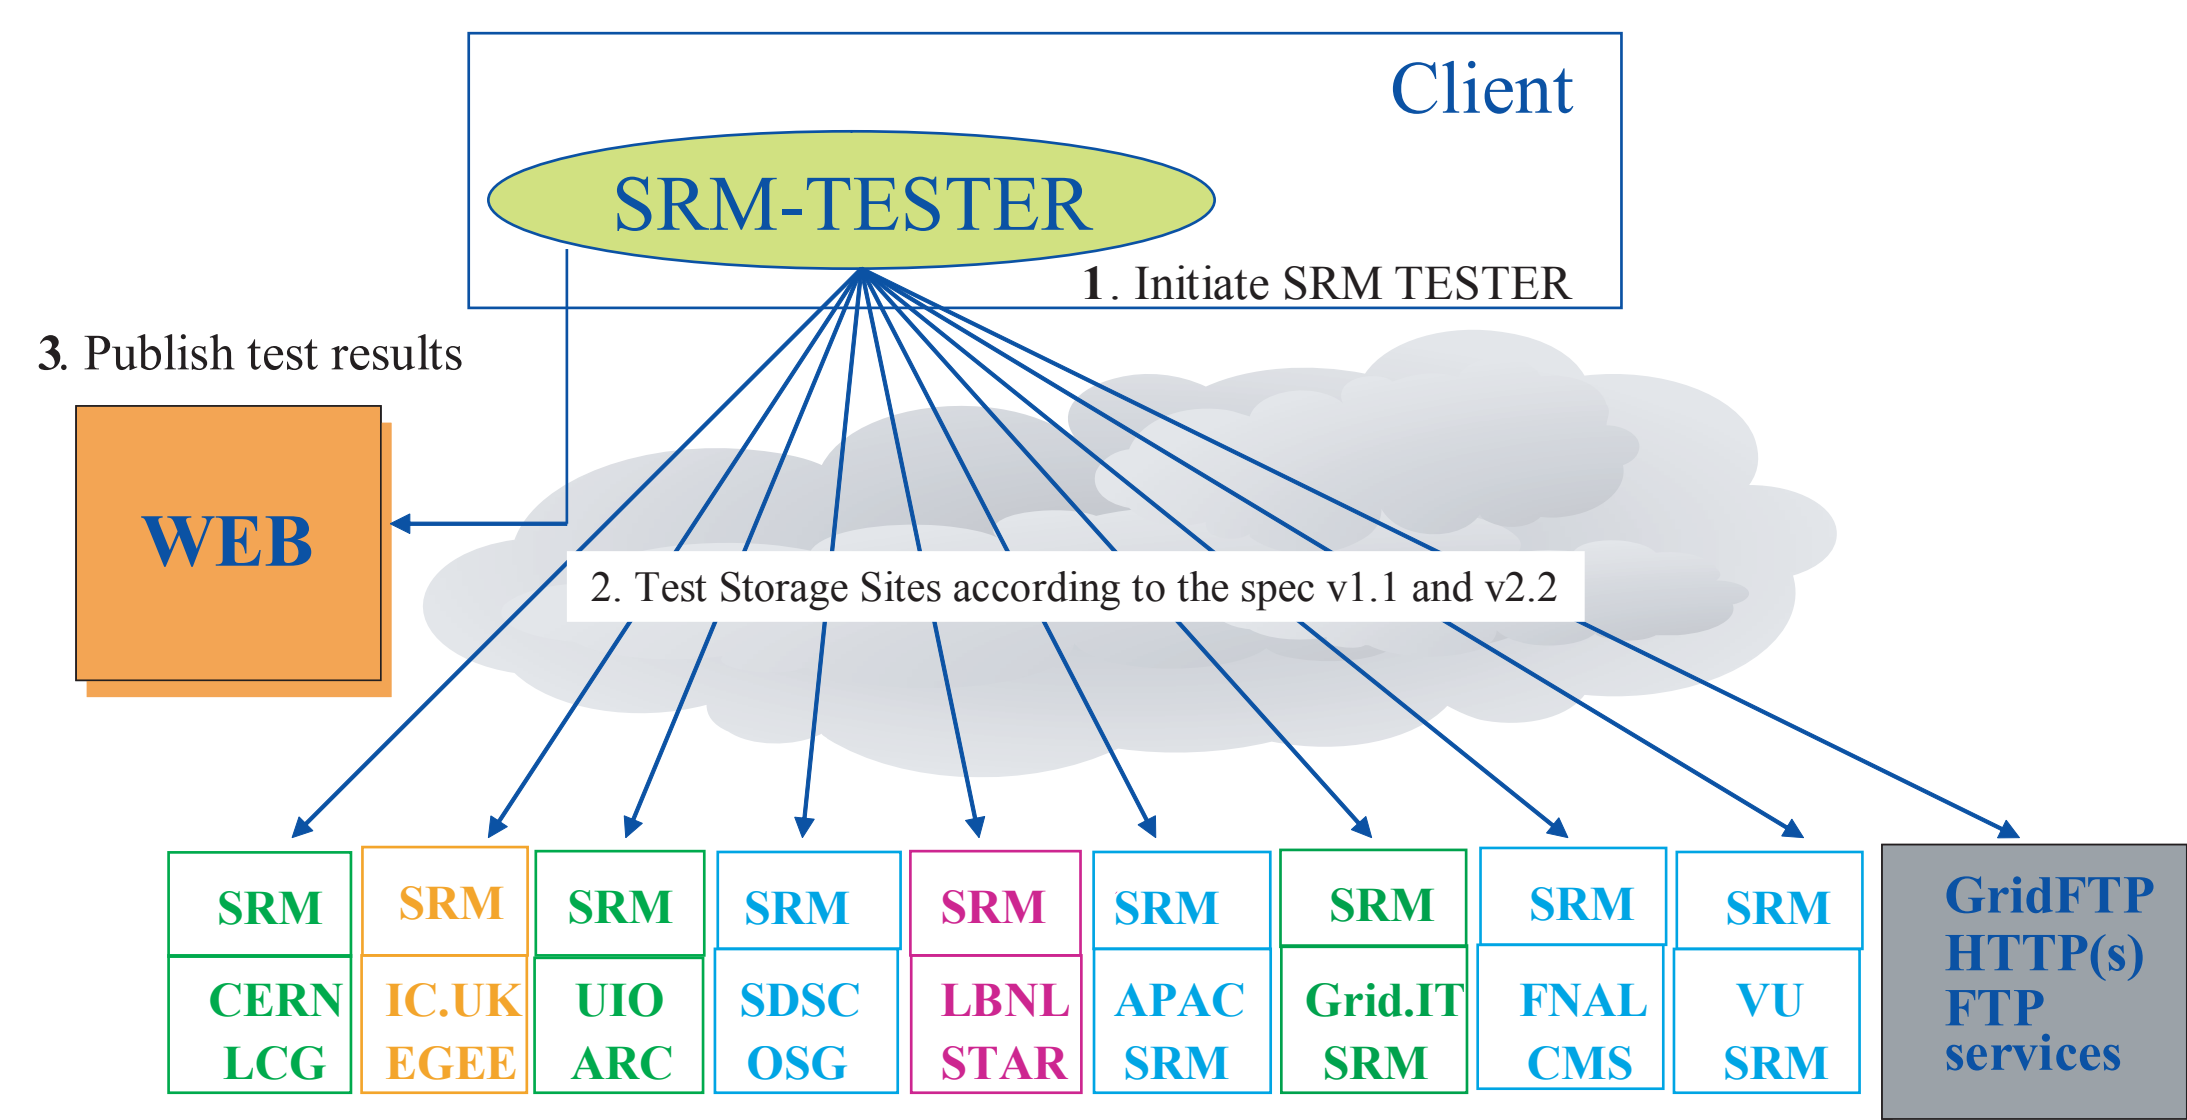 Client
SRM-TESTER
1. Initiate SRM TESTER
3. Publish test results
WEB
2. Test Storage Sites according to the spec v1.1 and v2.2
SRM
CERN
LCG
SRM
IC.UK
EGEE
SRM
UIO
ARC
SRM
SDSC
OSG
SRM
LBNL
STAR
SRM
APAC
SRM
SRM
Grid.IT
SRM
SRM
FNAL
CMS
SRM
VU
SRM
GridFTP
HTTP(s)
FTP
services